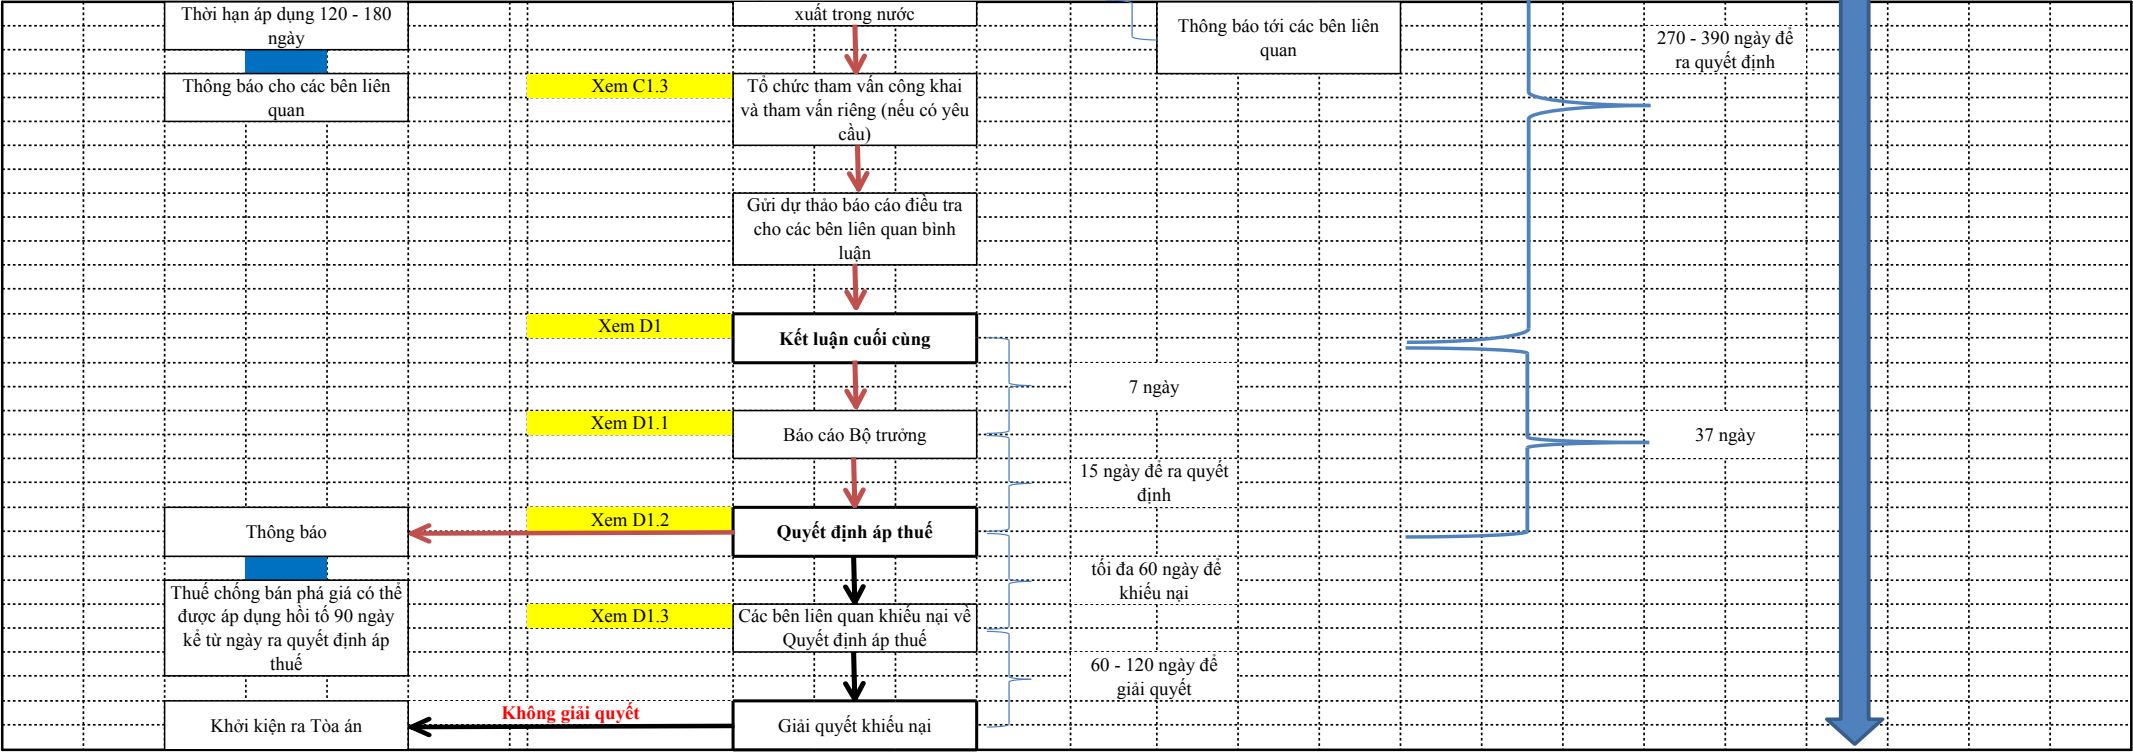 Thời hạn áp dụng 120 - 180
ngày
xuất trong nước
Thông báo tới các bên liên
quan
270 - 390 ngày để
ra quyết định
Thông báo cho các bên liên
quan
Xem C1.3
Tổ chức tham vấn công khai
và tham vấn riêng (nếu có yêu
cầu)
Gửi dự thảo báo cáo điều tra
cho các bên liên quan bình
luận
Xem D1
Kết luận cuối cùng
7 ngày
Xem D1.1
Báo cáo Bộ trưởng
37 ngày
15 ngày để ra quyết
định
Thông báo
Xem D1.2
Quyết định áp thuế
tối đa 60 ngày để
khiếu nại
Thuế chống bán phá giá có thể
được áp dụng hồi tố 90 ngày
kể từ ngày ra quyết định áp
thuế
Xem D1.3
Các bên liên quan khiếu nại về
Quyết định áp thuế
60 - 120 ngày để
giải quyết
Khởi kiện ra Tòa án
Không giải quyết
Giải quyết khiếu nại